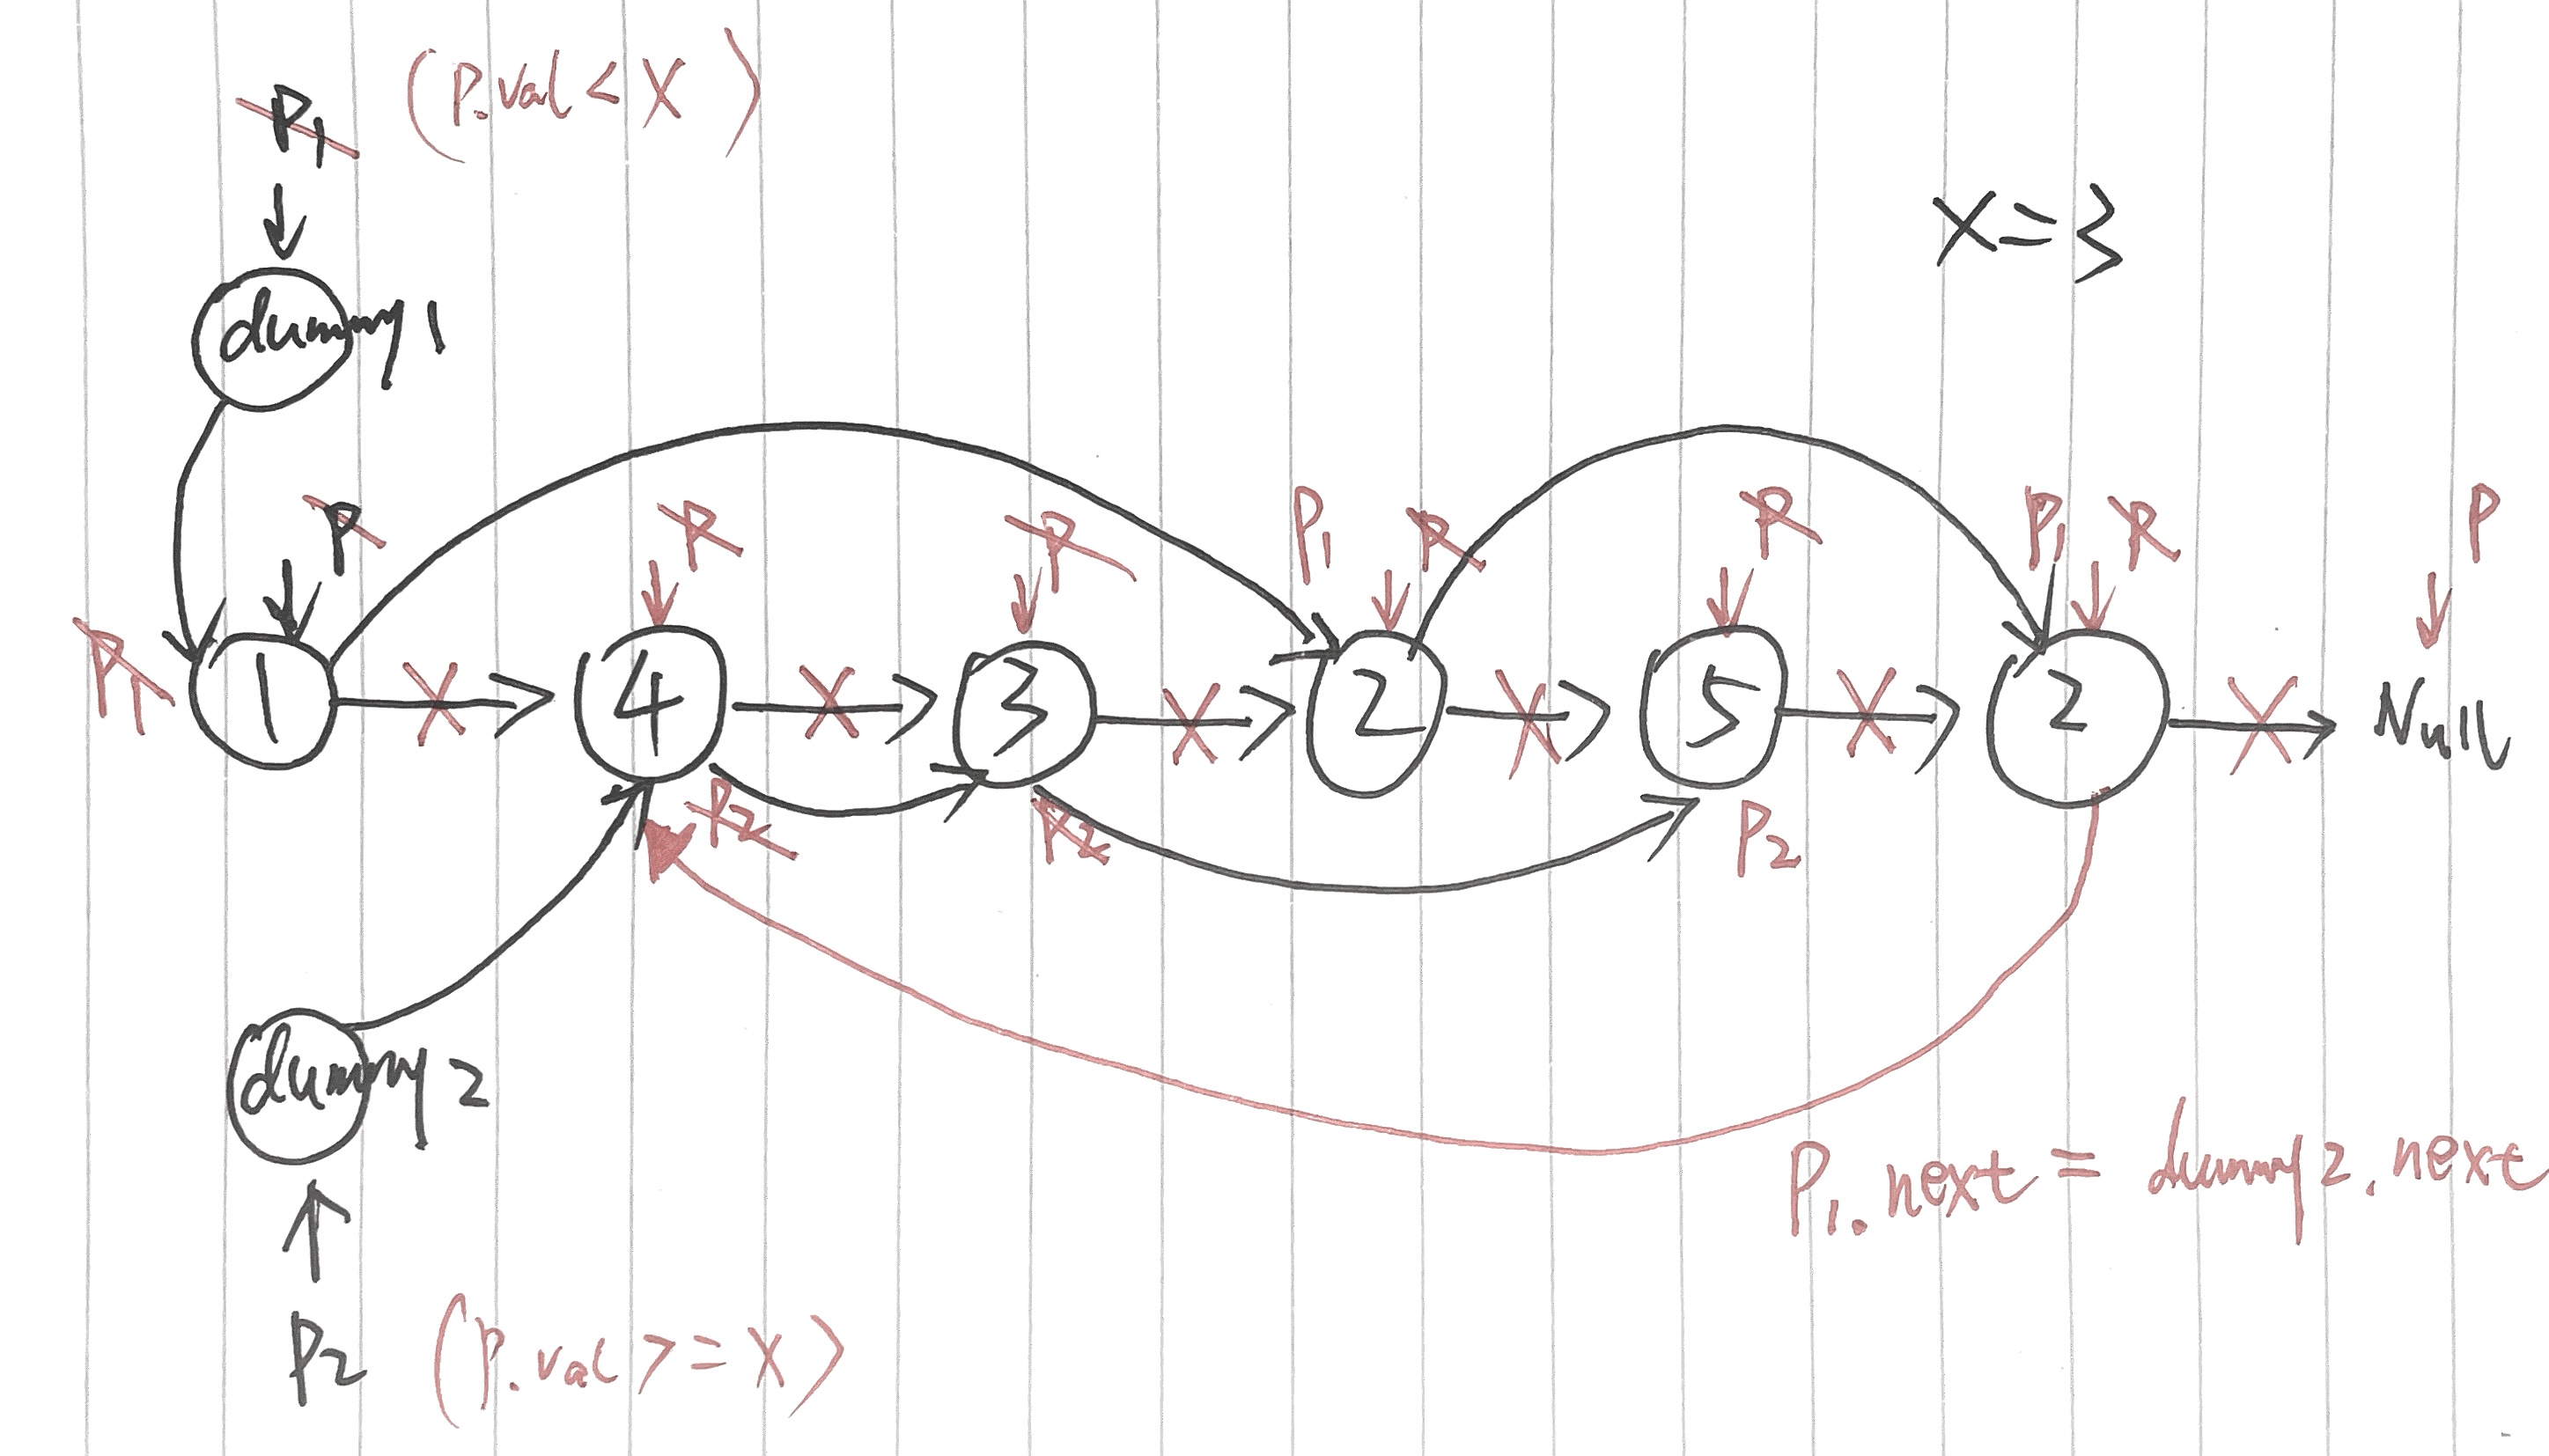 P1 (P.val < X)
X=3
dummy1
P P P P1 P P P1 P P
P1 1 4 3 2 5 2 Null
P2 P2 P2
dummy2
P1.next = dummy2.next
P2 (P.val >= X)